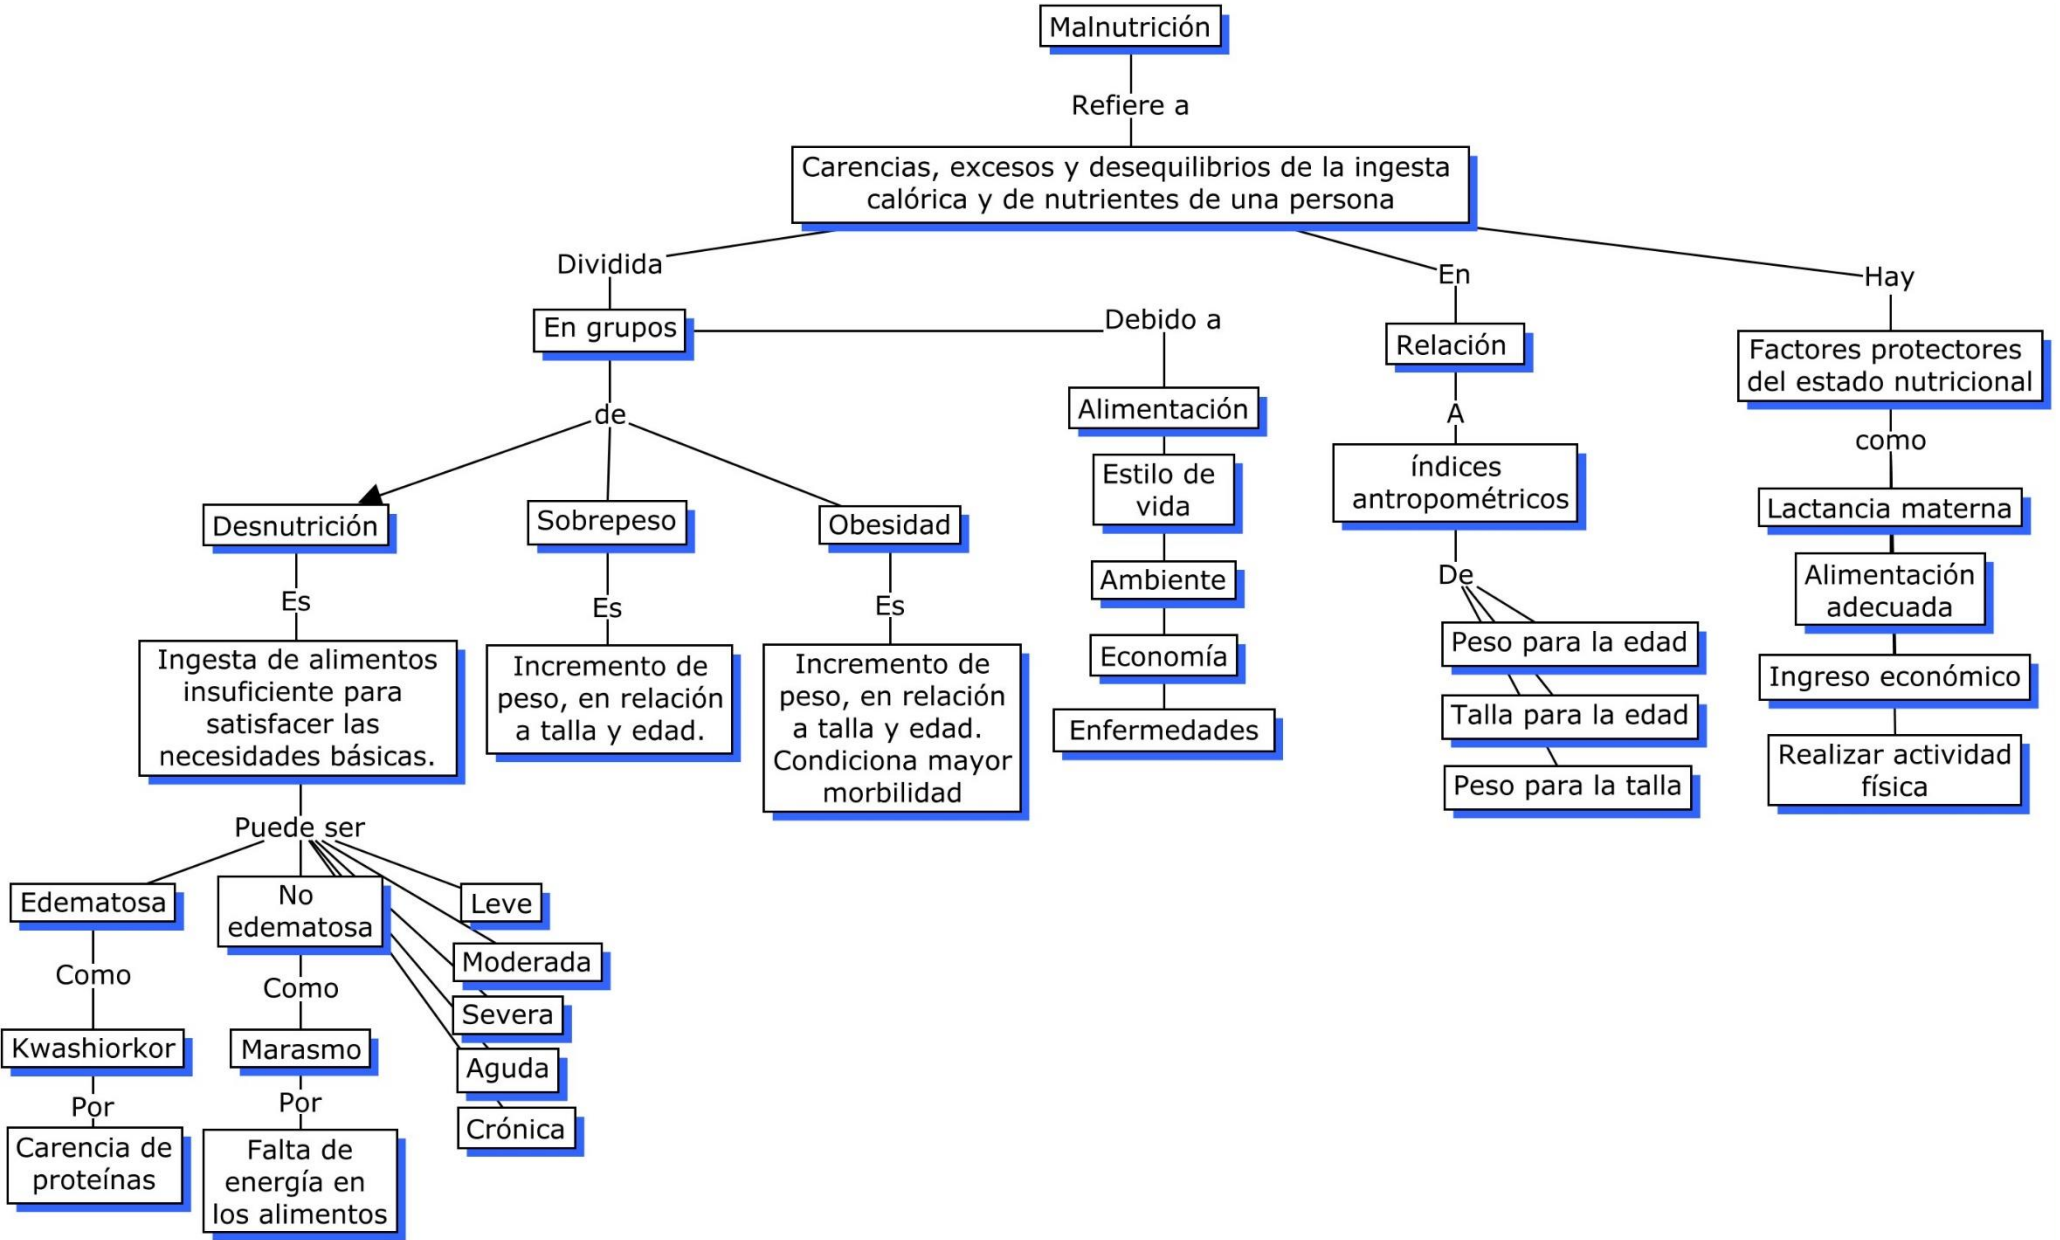 Malnutrición
Refiere a
Carencias, excesos y desequilibrios de la ingesta
calórica y de nutrientes de una persona
Dividida
En grupos
de
Desnutrición
Es
Ingesta de alimentos
insuficiente para
satisfacer las
necesidades básicas.
Puede ser
Edematosa
Como
Kwashiorkor
Por
Carencia de
proteínas
No
edematosa
Como
Marasmo
Por
Falta de
energía en
los alimentos
Leve
Moderada
Severa
Aguda
Crónica
Sobrepeso
Es
Incremento de
peso, en relación
a talla y edad.
Obesidad
Es
Incremento de
peso, en relación
a talla y edad.
Condiciona mayor
morbilidad
Debido a
Alimentación
Estilo de
vida
Ambiente
Economía
Enfermedades
En
Relación
A
índices
antropométricos
De
Peso para la edad
Talla para la edad
Peso para la talla
Hay
Factores protectores
del estado nutricional
como
Lactancia materna
Alimentación
adecuada
Ingreso económico
Realizar actividad
física